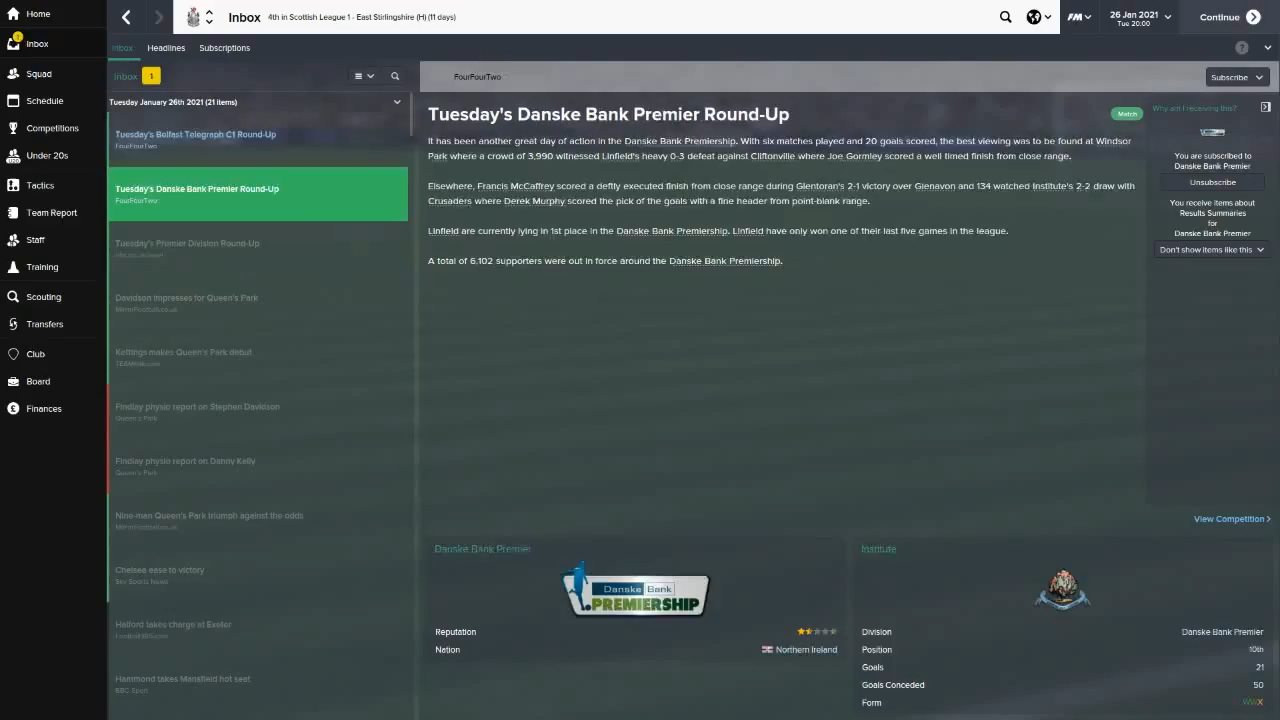 Home
Inbox
4th in Scottish League 1 - East Stirlingshire (H) (11 days)
FM
26 Jan 2021
Tue 20:00
Continue
1
Inbox
Squad
Schedule
Competitions
Under 20s
Tactics
Team Report
Staff
Training
Scouting
Transfers
Club
Board
Finances
Inbox
Headlines
Subscriptions
Inbox
1
Tuesday January 26th 2021 (21 items)
Tuesday's Belfast Telegraph C1 Round-Up
FourFourTwo
Tuesday's Danske Bank Premier Round-Up
FourFourTwo
Tuesday's Premier Division Round-Up
Davidson impresses for Queen's Park
MirrorFootball.co.uk
Kettings makes Queen's Park debut
TEAMtalk.com
Findlay physio report on Stephen Davidson
Queen's Park
Findlay physio report on Danny Kelly
Queen's Park
Nine-man Queen's Park triumph against the odds
MirrorFootball.co.uk
Chelsea ease to victory
Sky Sports News
Halford takes charge at Exeter
Football365.com
Hammond takes Mansfield hot seat
BBC Sport
FourFourTwo
Subscribe
Tuesday's Danske Bank Premier Round-Up
Match
It has been another great day of action in the Danske Bank Premiership. With six matches played and 20 goals scored, the best viewing was to be found at Windsor
Park where a crowd of 3,990 witnessed Linfield's heavy 0-3 defeat against Cliftonville where Joe Gormley scored a well timed finish from close range.
Elsewhere, Francis McCaffrey scored a deftly executed finish from close range during Glentoran's 2-1 victory over Glenavon and 134 watched Institute's 2-2 draw with
Crusaders where Derek Murphy scored the pick of the goals with a fine header from point-blank range.
Linfield are currently lying in 1st place in the Danske Bank Premiership. Linfield have only won one of their last five games in the league.
A total of 6,102 supporters were out in force around the Danske Bank Premiership.
Why am I receiving this?
You are subscribed to
Danske Bank Premier
Unsubscribe
You receive items about
Results Summaries
for
Danske Bank Premier
Don't show items like this
View Competition
Danske Bank Premier
Danske Bank
PREMIERSHIP
Reputation
Nation
Northern Ireland
Institute
Division
Danske Bank Premier
Position
10th
Goals
21
Goals Conceded
50
Form